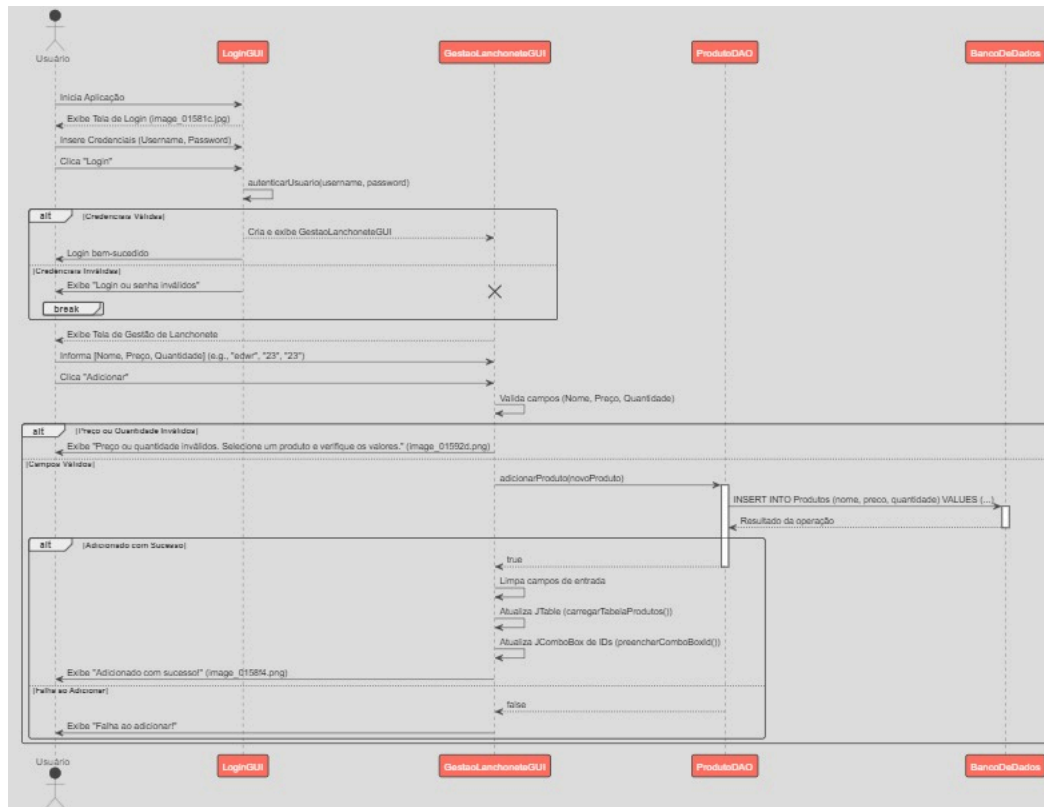 Usuário
LoginGUI
GestaoLanchoneteGUI
ProdutoDAO
BancoDeDados
Inicia Aplicação
Exibe Tela de Login (image_01581c.jpg)
Insere Credenciais (Username, Password)
Clica "Login"
autenticarUsuario(username, password)
alt
[Credenciais Válidas]
Cria e exibe GestaoLanchoneteGUI
Login bem-sucedido
[Credenciais Inválidas]
Exibe "Login ou senha inválidos"
break
Exibe Tela de Gestão de Lanchonete
Informa [Nome, Preço, Quantidade] (e.g., "edwr", "23", "23")
Clica "Adicionar"
Valida campos (Nome, Preço, Quantidade)
alt
[Preço ou Quantidade Inválidos]
Exibe "Preço ou quantidade inválidos. Selecione um produto e verifique os valores." (image_01592d.png)
[Campos Válidos]
adicionarProduto(novoProduto)
INSERT INTO Produtos (nome, preco, quantidade) VALUES (...)
Resultado da operação
alt
[Adicionado com Sucesso]
true
Limpa campos de entrada
Atualiza JTable (carregarTabelaProdutos())
Atualiza JComboBox de IDs (preencherComboBoxId())
Exibe "Adicionado com sucesso!" (image_0158f4.png)
[Falha ao Adicionar]
false
Exibe "Falha ao adicionar!"
Usuário
LoginGUI
GestaoLanchoneteGUI
ProdutoDAO
BancoDeDados